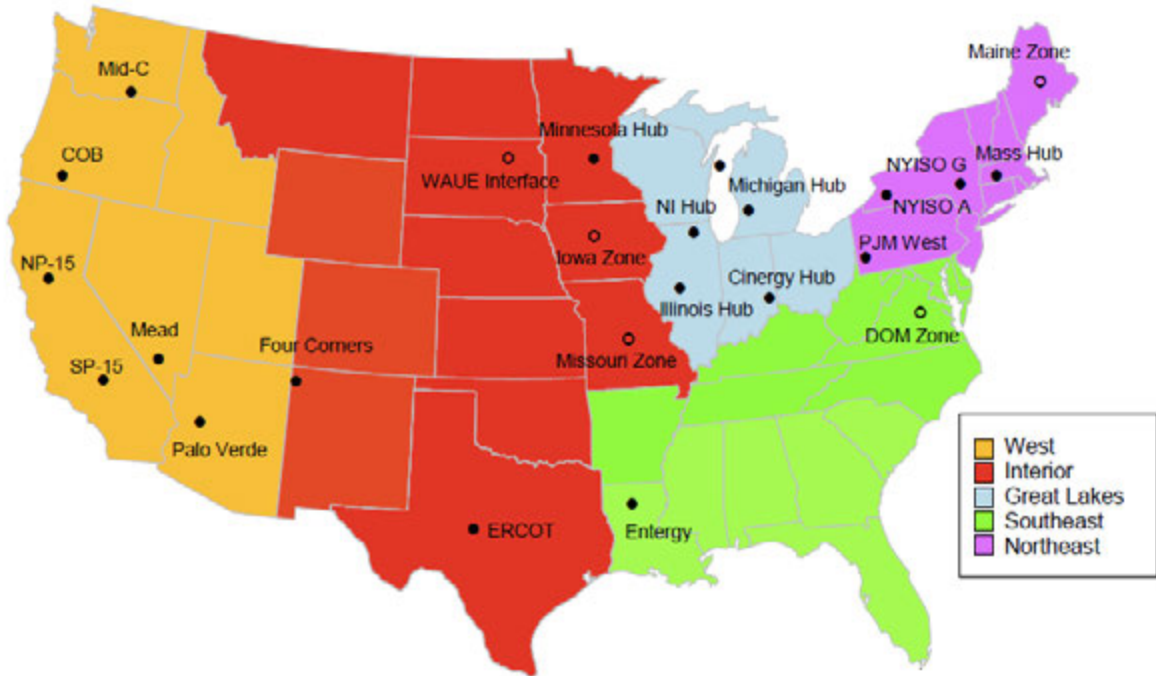 Maine Zone
Mid-C
Minnesota Hub
COB
NYISO G
Mass Hub
WAUE Interface
Michigan Hub
NI Hub
NYISO A
PJM West
Iowa Zone
NP-15
Cinergy Hub
Illinois Hub
Mead
DOM Zone
Four Corners
Missouri Zone
SP-15
Palo Verde
West
Interior
Great Lakes
Southeast
Northeast
ERCOT
Entergy